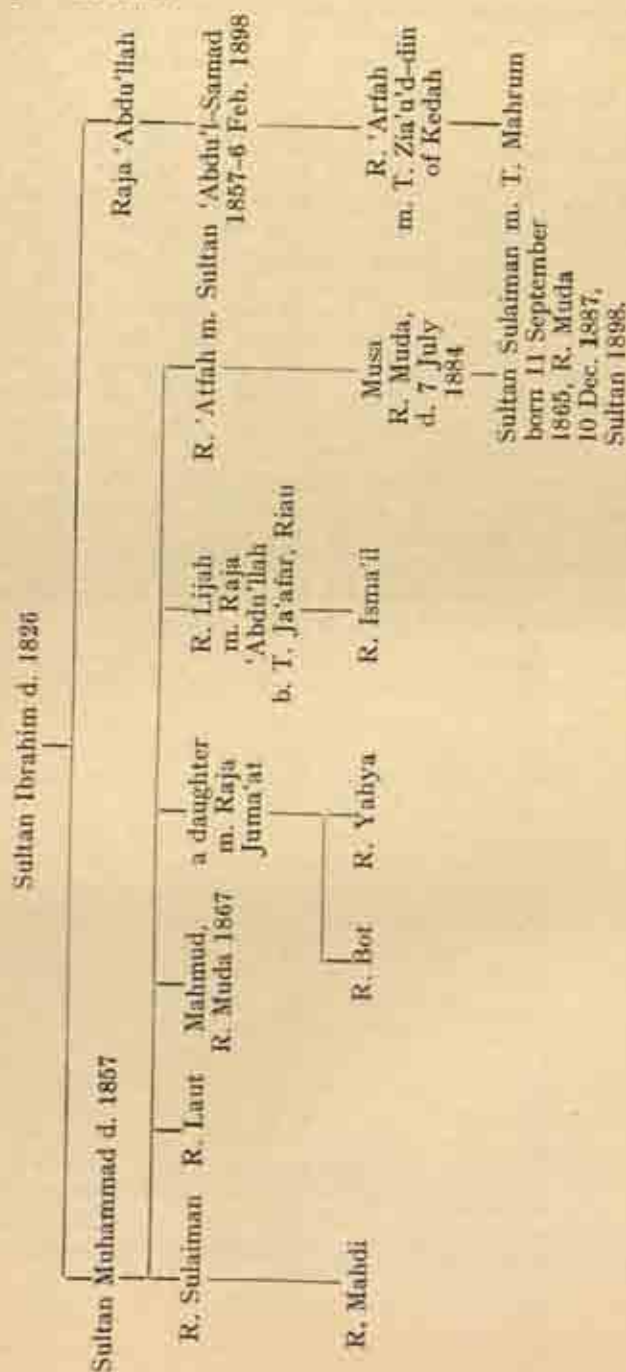 Sultan Ibrahim d. 1826
Sultan Muhammad d. 1857
Raja 'Abdu'llah
R. Sulaiman
R. Laut
Mahmud,
R. Muda 1867
a daughter
m. Raja
Juma'at
R. Lijah
m. Raja
'Abdu'llah
b. T. Ja'afar, Riau
R. 'Atfah m. Sultan 'Abdu'l-Samad
1857–6 Feb. 1898
R. Mahdi
R. Bot
R. Yahya
R. Isma'il
Musa
R. Muda,
d. 7 July
1884
R. 'Arfah
m. T. Zia'u'd-din
of Kedah
Sultan Sulaiman m. T. Mahrum
born 11 September
1865, R. Muda
10 Dec. 1887,
Sultan 1898.